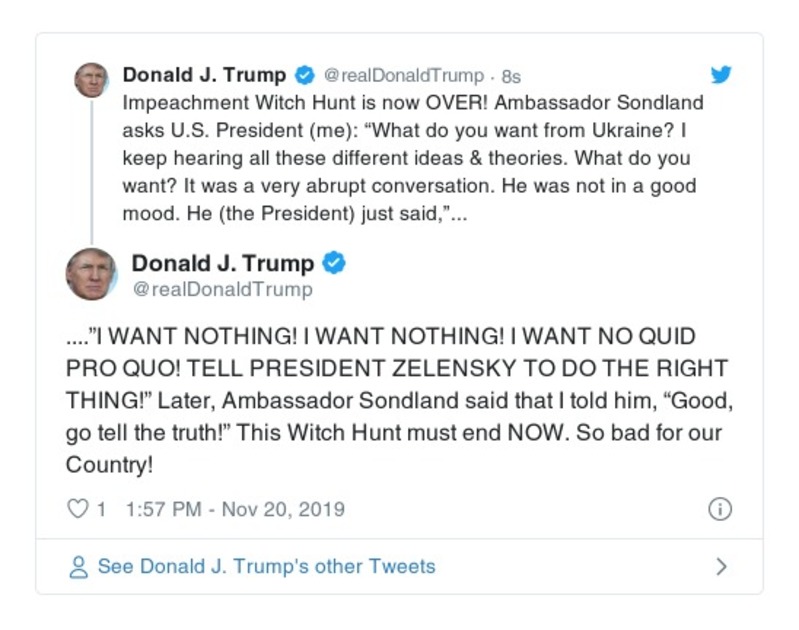 Donald J. Trump @realDonaldTrump · 8s
Impeachment Witch Hunt is now OVER! Ambassador Sondland
asks U.S. President (me): “What do you want from Ukraine? I
keep hearing all these different ideas & theories. What do you
want? It was a very abrupt conversation. He was not in a good
mood. He (the President) just said,”...
Donald J. Trump
@realDonaldTrump
....”I WANT NOTHING! I WANT NOTHING! I WANT NO QUID
PRO QUO! TELL PRESIDENT ZELENSKY TO DO THE RIGHT
THING!” Later, Ambassador Sondland said that I told him, “Good,
go tell the truth!” This Witch Hunt must end NOW. So bad for our
Country!
1 1:57 PM - Nov 20, 2019
See Donald J. Trump's other Tweets